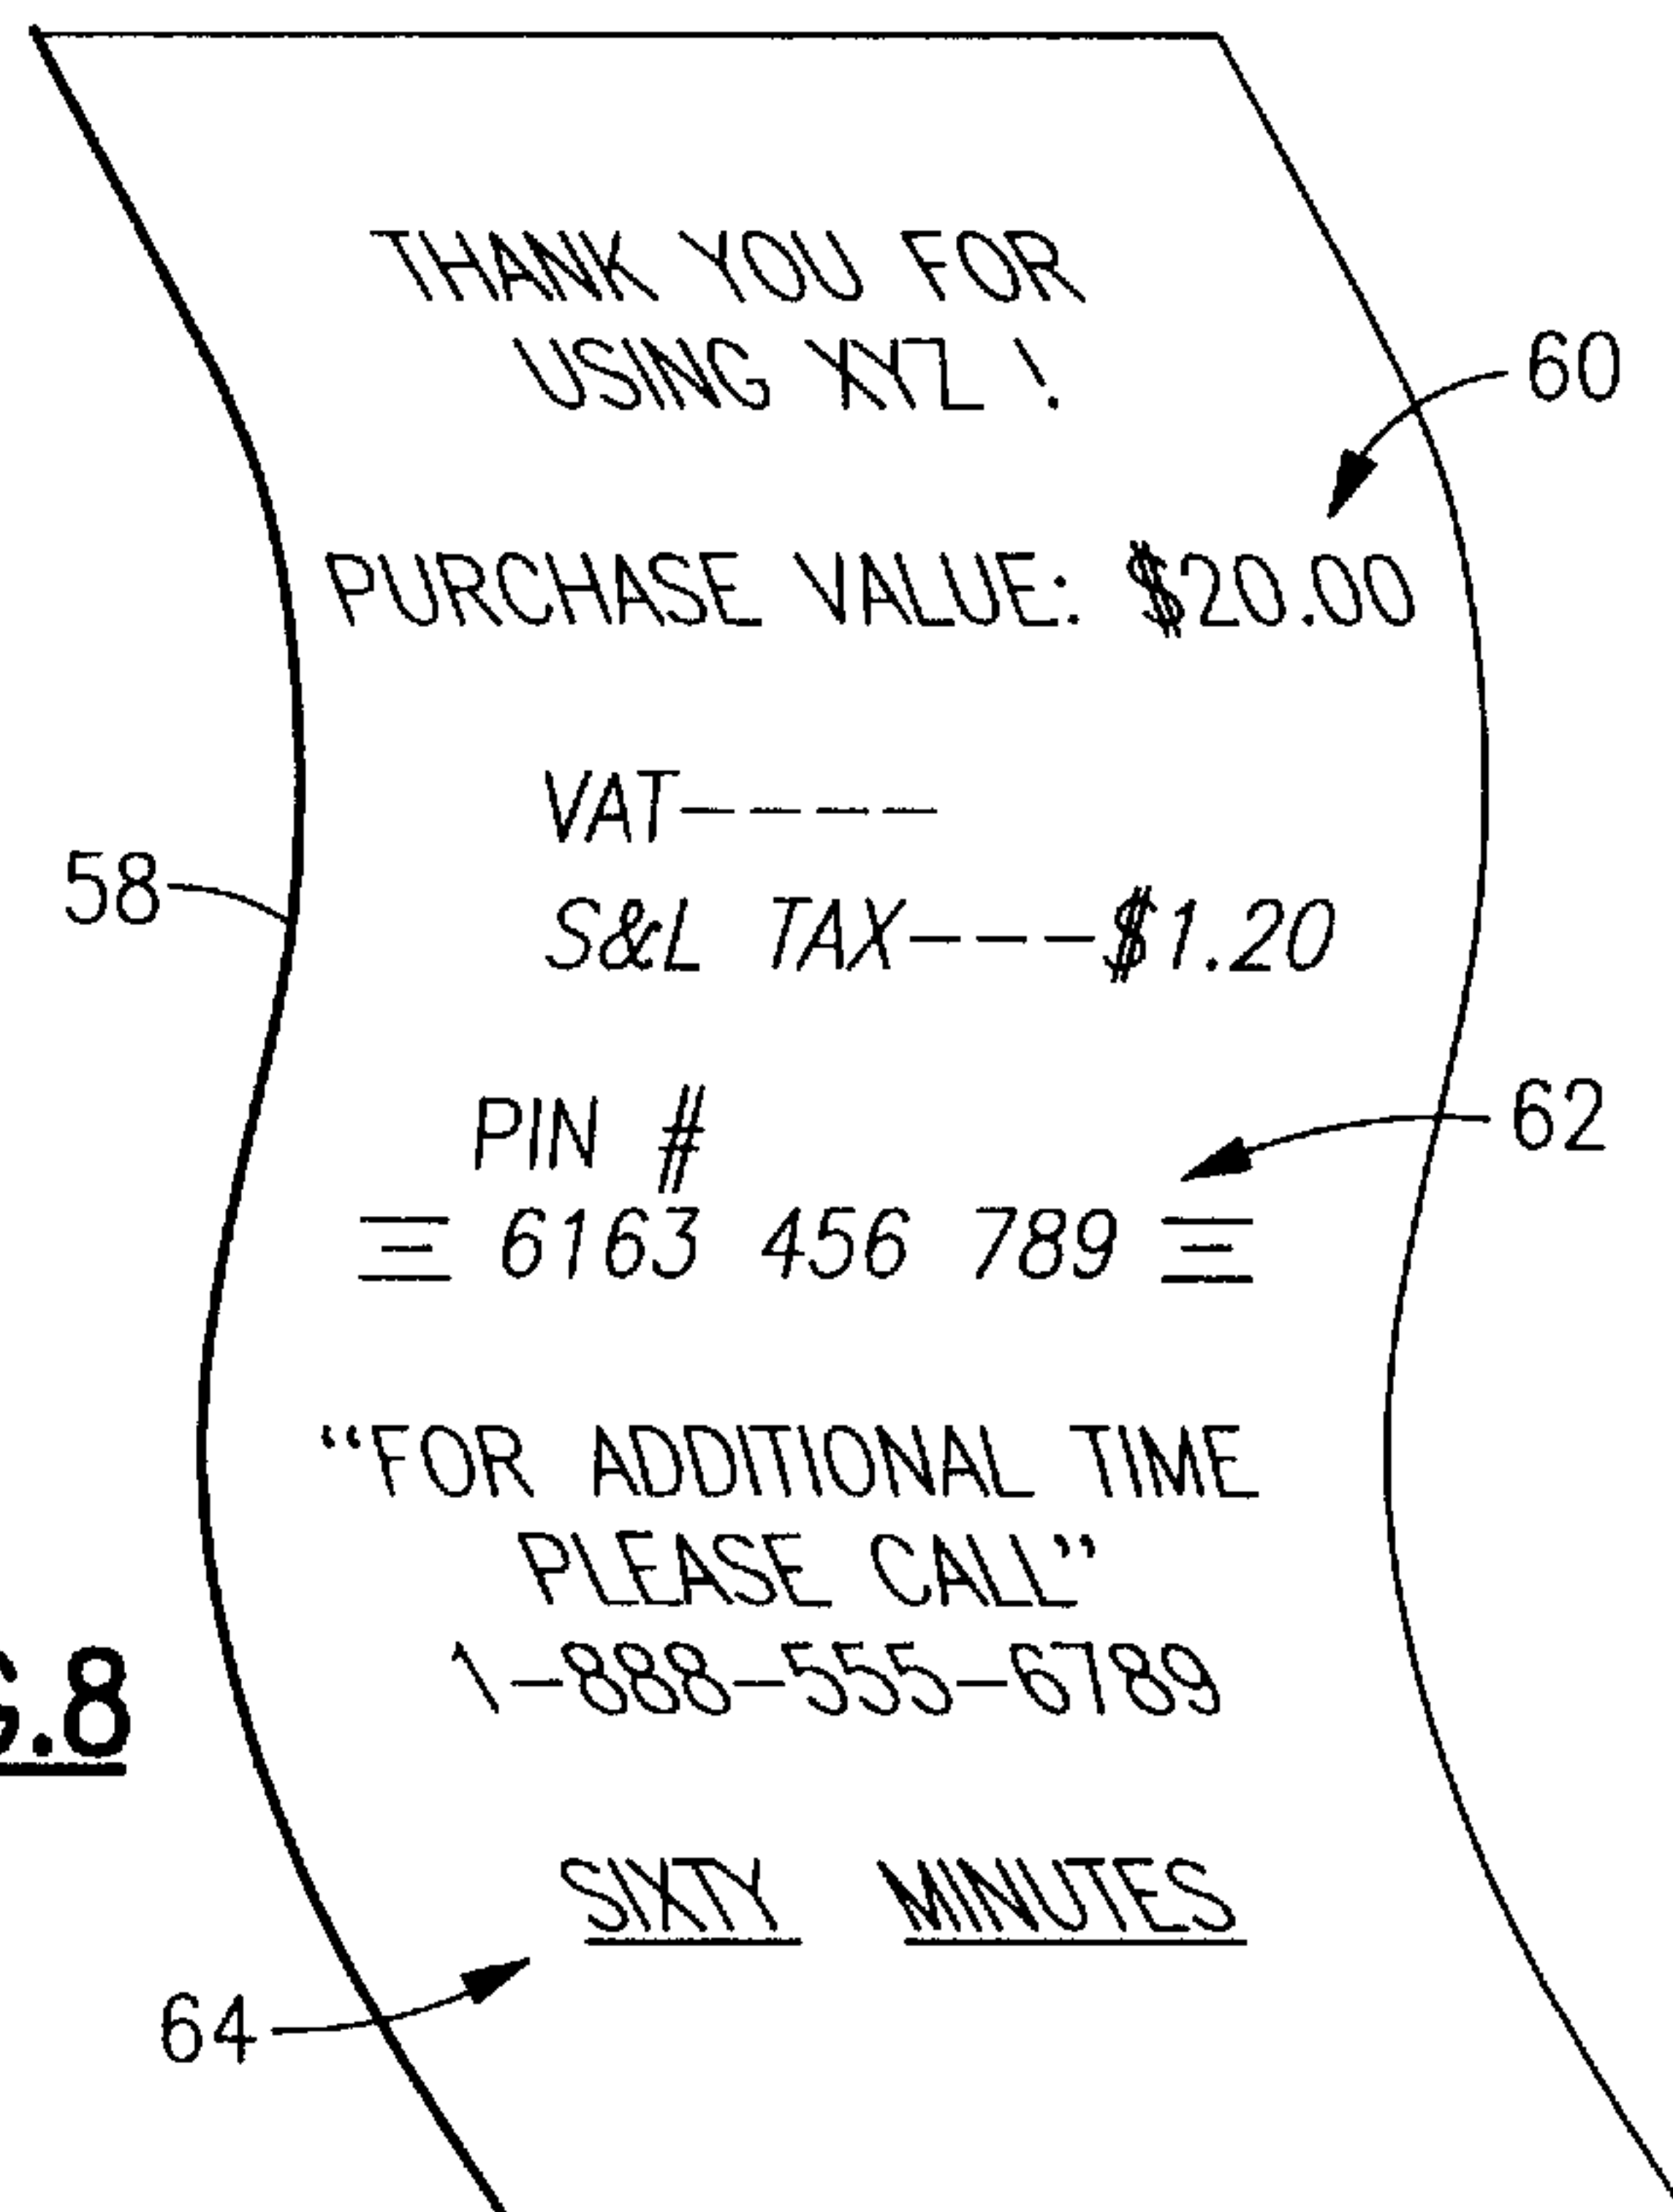 THANK YOU FOR
USING XYZ !
60
PURCHASE VALUE: $20.00
VAT----
58
S&L TAX---$1.20
PIN #
62
6163 456 789
"FOR ADDITIONAL TIME
PLEASE CALL"
1-888-555-6789
.8
SIXTY MINUTES
64